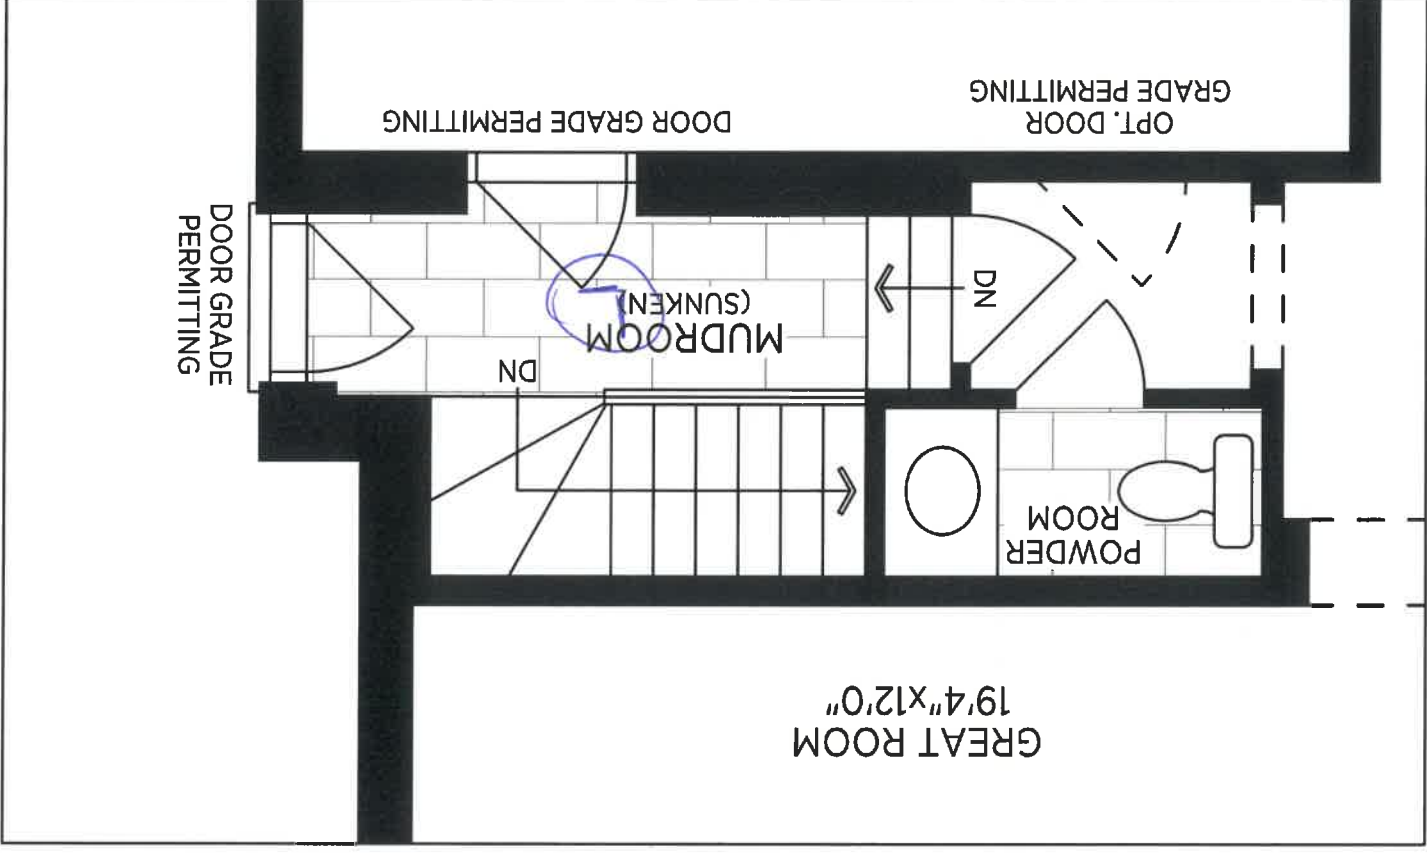 GREAT ROOM
19'4"x12'0"
POWDER
ROOM
DN
MUDROOM
(SUNKEN)
7
DN
DOOR GRADE
PERMITTING
OPT. DOOR
GRADE PERMITTING
DOOR GRADE PERMITTING